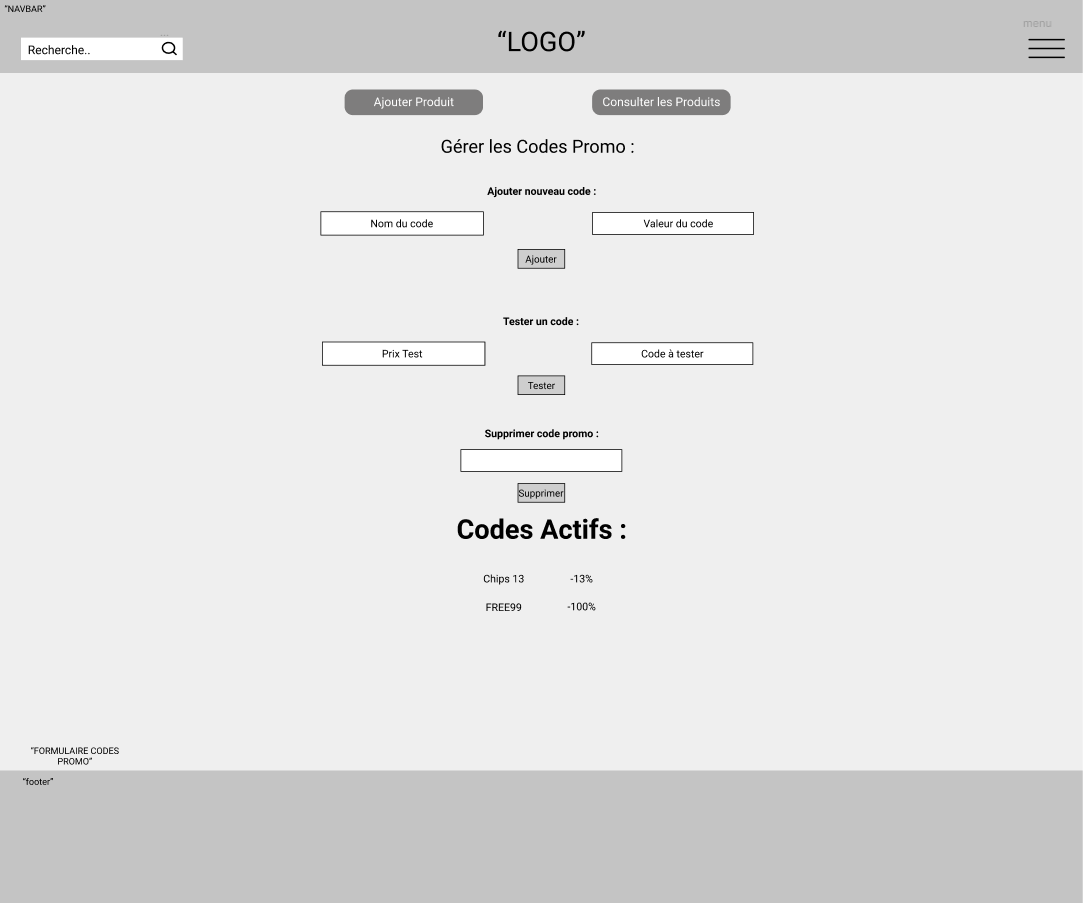 “NAVBAR”
menu
...
Recherche..
“LOGO”
Ajouter Produit
Consulter les Produits
Gérer les Codes Promo :
Ajouter nouveau code :
Nom du code
Valeur du code
Ajouter
Tester un code :
Prix Test
Code à tester
Tester
Supprimer code promo :
Supprimer
Codes Actifs :
Chips 13
-13%
FREE99
-100%
“FORMULAIRE CODES
PROMO”
“footer”